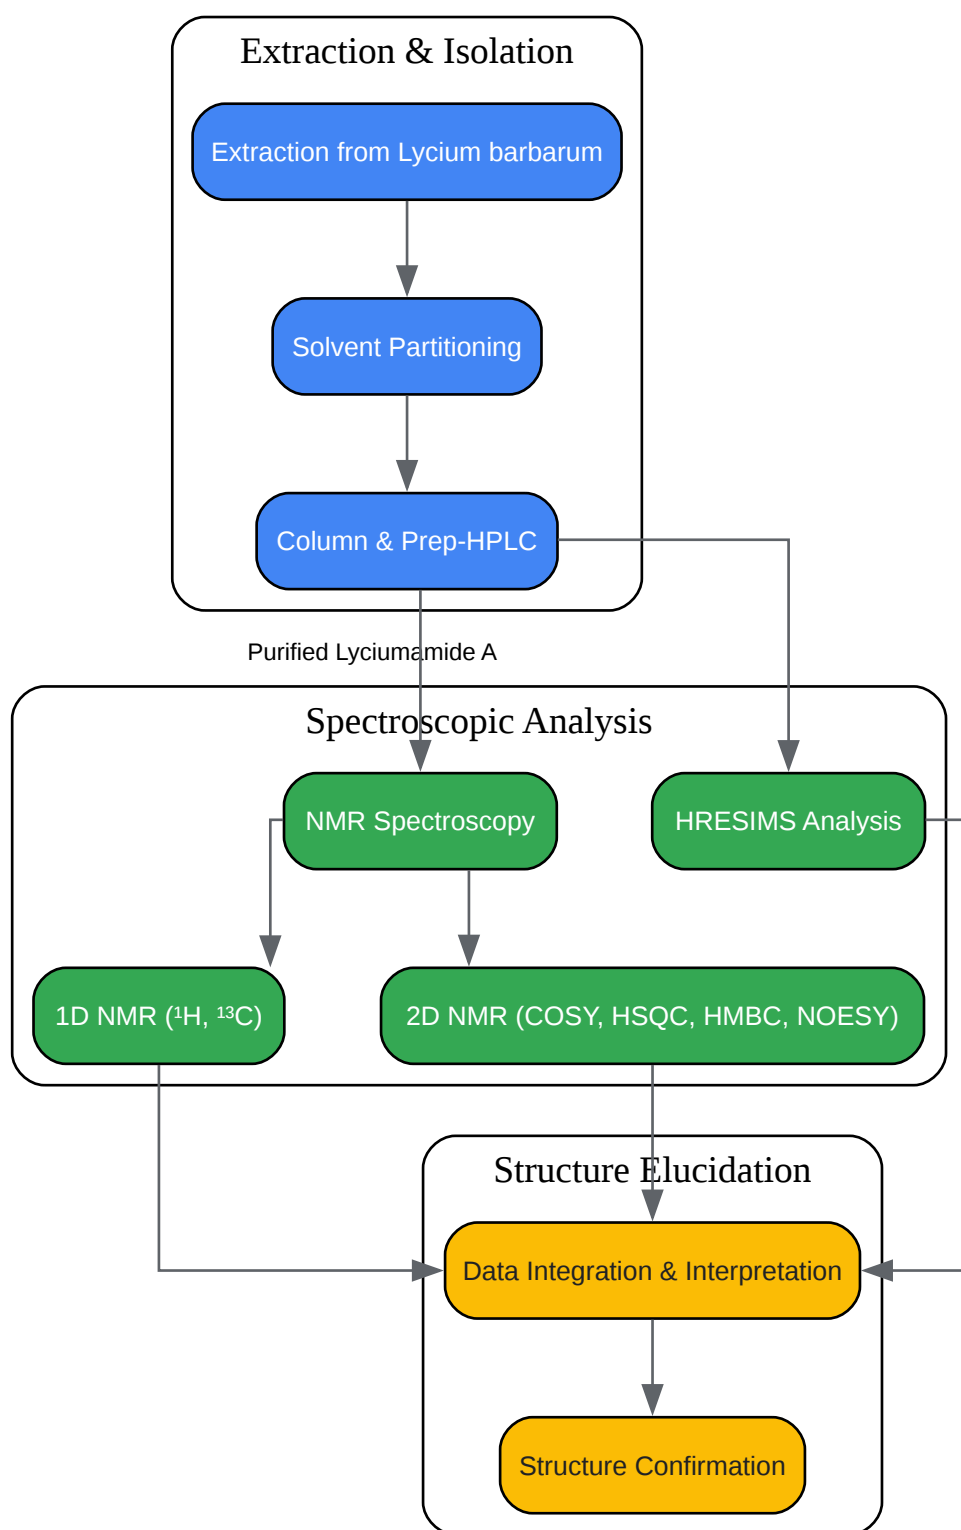 Extraction & Isolation
Extraction from Lycium barbarum
Solvent Partitioning
Column & Prep-HPLC
Purified Lyciumamide A
Spectroscopic Analysis
NMR Spectroscopy
HRESIMS Analysis
1D NMR (¹H, ¹³C)
2D NMR (COSY, HSQC, HMBC, NOESY)
Structure Elucidation
Data Integration & Interpretation
Structure Confirmation